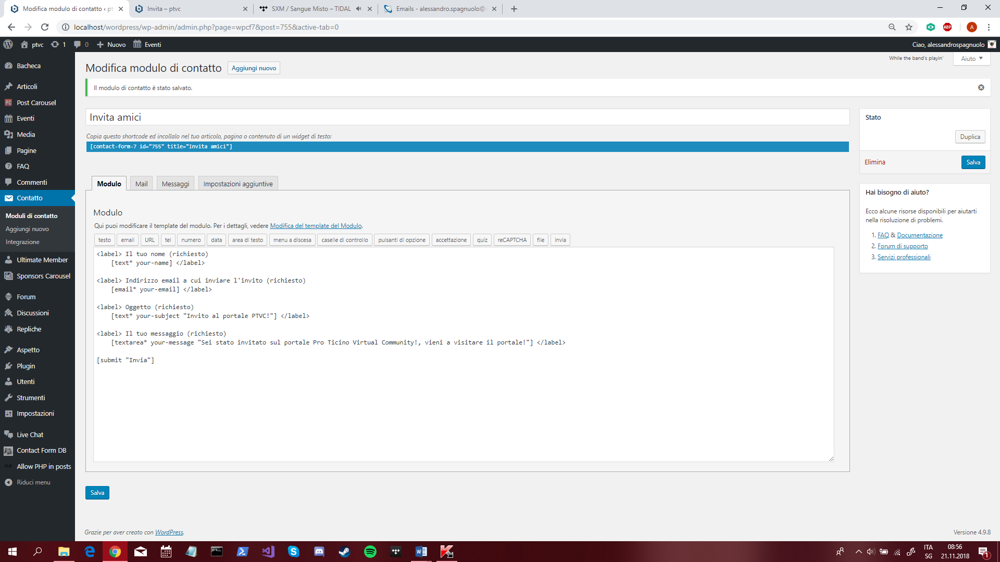 Modifica modulo di contatto ‹ pt
Invita – ptvc
SXM / Sangue Misto – TIDAL
Emails - alessandro.spagnuolo@
localhost/wordpress/wp-admin/admin.php?page=wpcf7&post=755&active-tab=0
ABP
A
ptvc
1
0
Nuovo
Eventi
Ciao, alessandrospagnuolo
While the band's playin'
Aiuto
Bacheca
Articoli
Post Carousel
Eventi
Media
Pagine
FAQ
Commenti
Contatto
Moduli di contatto
Aggiungi nuovo
Integrazione
Ultimate Member
Sponsors Carousel
Forum
Discussioni
Repliche
Aspetto
Plugin
Utenti
Strumenti
Impostazioni
Live Chat
Contact Form DB
Allow PHP in posts
Riduci menu
Modifica modulo di contatto
Aggiungi nuovo
Il modulo di contatto è stato salvato.
Invita amici
Copia questo shortcode ed incollalo nel tuo articolo, pagina o contenuto di un widget di testo:
[contact-form-7 id="755" title="Invita amici"]
Modulo
Mail
Messaggi
Impostazioni aggiuntive
Modulo
Qui puoi modificare il template del modulo. Per i dettagli, vedere Modifica del template del Modulo.
testo
email
URL
tel
numero
data
area di testo
menu a discesa
caselle di controllo
pulsanti di opzione
accettazione
quiz
reCAPTCHA
file
invia
<label> Il tuo nome (richiesto)
[text* your-name] </label>
<label> Indirizzo email a cui inviare l'invito (richiesto)
[email* your-email] </label>
<label> Oggetto (richiesto)
[text* your-subject "Invito al portale PTVC!"] </label>
<label> Il tuo messaggio (richiesto)
[textarea* your-message "Sei stato invitato sul portale Pro Ticino Virtual Community!, vieni a visitare il portale!"] </label>
[submit "Invia"]
Salva
Stato
Duplica
Elimina
Salva
Hai bisogno di aiuto?
Ecco alcune risorse disponibili per aiutarti
nella risoluzione di problemi.
1. FAQ & Documentazione
2. Forum di supporto
3. Servizi professionali
Grazie per aver creato con WordPress.
Versione 4.9.8
ITA
SG
08:56
21.11.2018
1